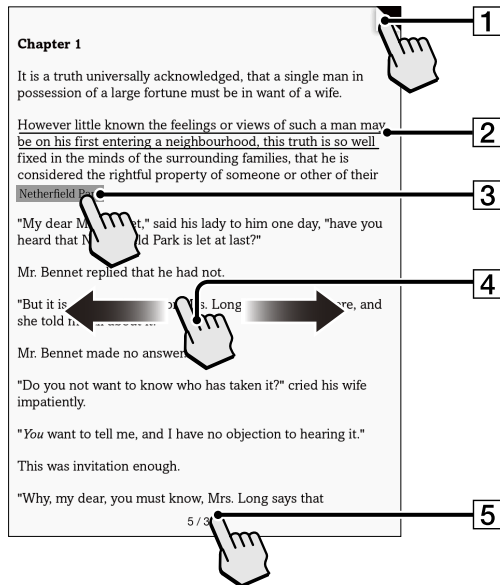 1
Chapter 1
It is a truth universally acknowledged, that a single man in
possession of a large fortune must be in want of a wife.
However little known the feelings or views of such a man may
2
be on his first entering a neighbourhood, this truth is so well
fixed in the minds of the surrounding families, that he is
considered the rightful property of someone or other of their
Netherfield
3
"My dear said his lady to him one day, "have you
heard that Park is let at last?"
Mr. Bennet replied that he had not.
4
"But it is Long and
she told
Mr. Bennet made no answer
"Do you not want to know who has taken it?" cried his wife
impatiently.
"You want to tell me, and I have no objection to hearing it."
This was invitation enough.
"Why, my dear, you must know, Mrs. Long says that
5 / 3
5